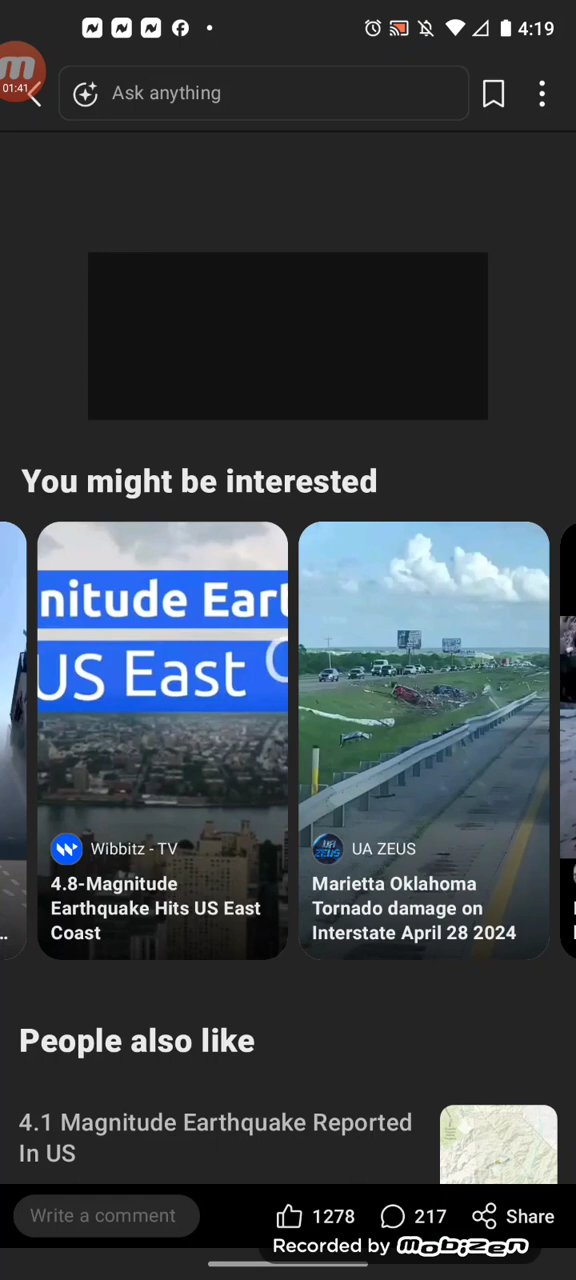 4:19
01:41
Ask anything
You might be interested
nitude Eart
US East
Wibbitz - TV
4.8-Magnitude
Earthquake Hits US East
Coast
UA ZEUS
Marietta Oklahoma
Tornado damage on
Interstate April 28 2024
People also like
4.1 Magnitude Earthquake Reported
In US
Write a comment
1278
217
Share
Recorded by mobizen